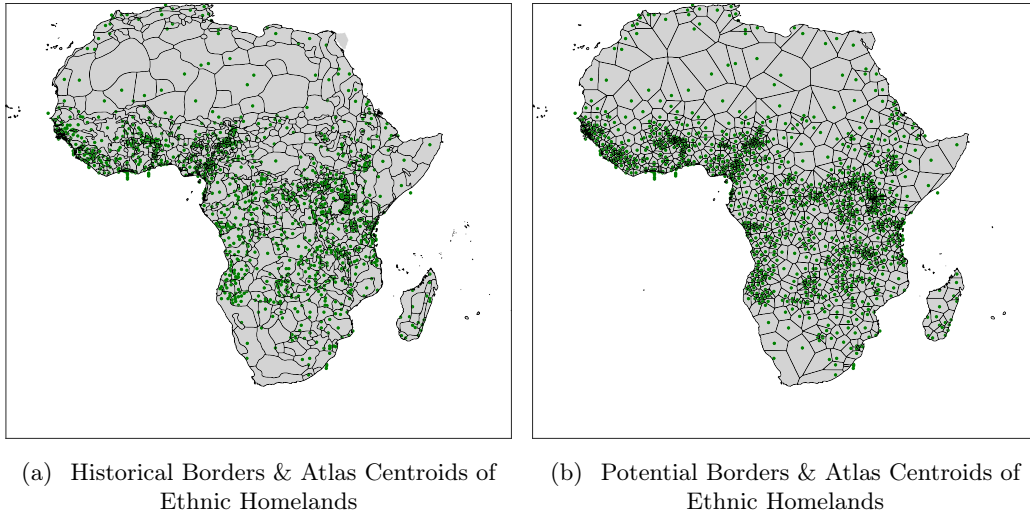 (a) Historical Borders & Atlas Centroids of
Ethnic Homelands
(b) Potential Borders & Atlas Centroids of
Ethnic Homelands